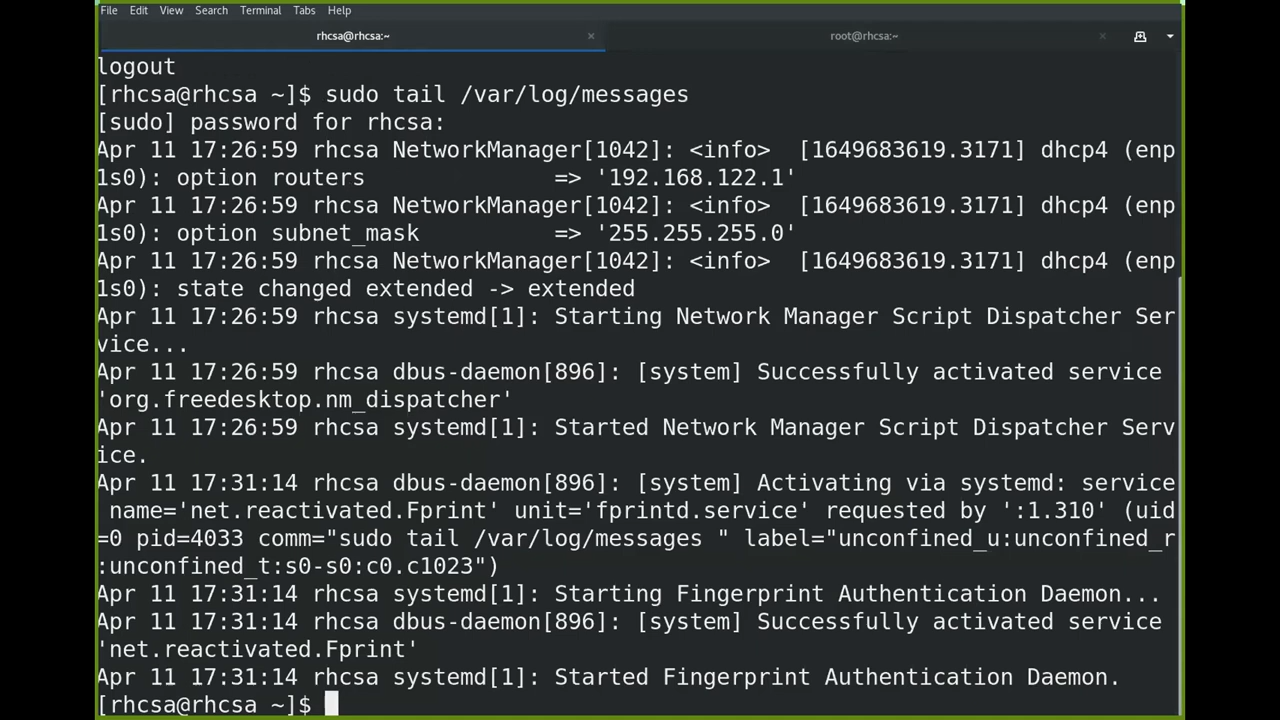 File Edit View Search Terminal Tabs Help
rhcsa@rhcsa:~ × root@rhcsa:~ ×
logout
[rhcsa@rhcsa ~]$ sudo tail /var/log/messages
[sudo] password for rhcsa:
Apr 11 17:26:59 rhcsa NetworkManager[1042]: <info>  [1649683619.3171] dhcp4 (enp
1s0): option routers              => '192.168.122.1'
Apr 11 17:26:59 rhcsa NetworkManager[1042]: <info>  [1649683619.3171] dhcp4 (enp
1s0): option subnet_mask          => '255.255.255.0'
Apr 11 17:26:59 rhcsa NetworkManager[1042]: <info>  [1649683619.3171] dhcp4 (enp
1s0): state changed extended -> extended
Apr 11 17:26:59 rhcsa systemd[1]: Starting Network Manager Script Dispatcher Ser
vice...
Apr 11 17:26:59 rhcsa dbus-daemon[896]: [system] Successfully activated service
'org.freedesktop.nm_dispatcher'
Apr 11 17:26:59 rhcsa systemd[1]: Started Network Manager Script Dispatcher Serv
ice.
Apr 11 17:31:14 rhcsa dbus-daemon[896]: [system] Activating via systemd: service
 name='net.reactivated.Fprint' unit='fprintd.service' requested by ':1.310' (uid
=0 pid=4033 comm="sudo tail /var/log/messages " label="unconfined_u:unconfined_r
:unconfined_t:s0-s0:c0.c1023")
Apr 11 17:31:14 rhcsa systemd[1]: Starting Fingerprint Authentication Daemon...
Apr 11 17:31:14 rhcsa dbus-daemon[896]: [system] Successfully activated service
'net.reactivated.Fprint'
Apr 11 17:31:14 rhcsa systemd[1]: Started Fingerprint Authentication Daemon.
[rhcsa@rhcsa ~]$